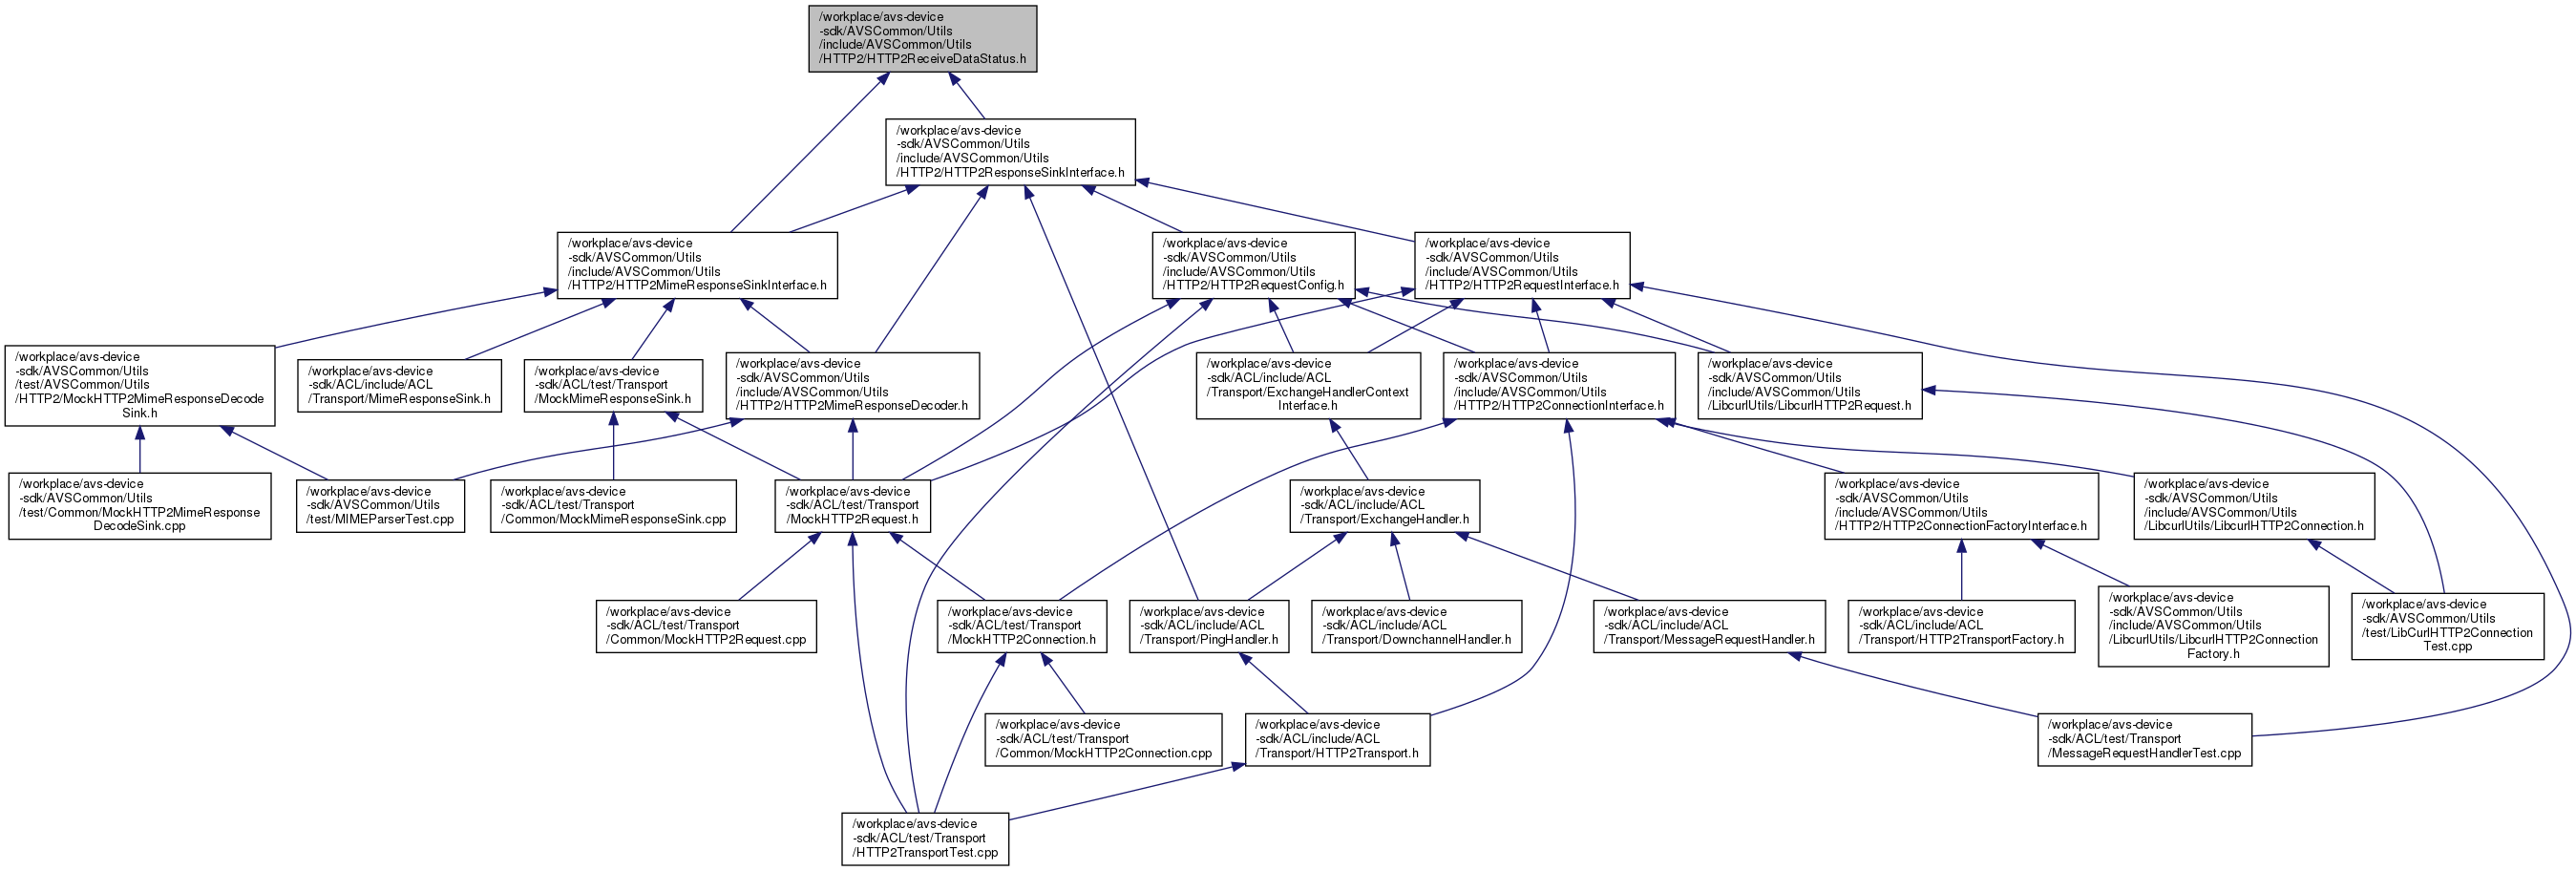 /workplace/avs-device
-sdk/AVSCommon/Utils
/include/AVSCommon/Utils
/HTTP2/HTTP2ReceiveDataStatus.h
/workplace/avs-device
-sdk/AVSCommon/Utils
/include/AVSCommon/Utils
/HTTP2/HTTP2ResponseSinkInterface.h
/workplace/avs-device
-sdk/AVSCommon/Utils
/include/AVSCommon/Utils
/HTTP2/HTTP2MimeResponseSinkInterface.h
/workplace/avs-device
-sdk/AVSCommon/Utils
/include/AVSCommon/Utils
/HTTP2/HTTP2RequestConfig.h
/workplace/avs-device
-sdk/AVSCommon/Utils
/include/AVSCommon/Utils
/HTTP2/HTTP2RequestInterface.h
/workplace/avs-device
-sdk/AVSCommon/Utils
/test/AVSCommon/Utils
/HTTP2/MockHTTP2MimeResponseDecode
Sink.h
/workplace/avs-device
-sdk/ACL/include/ACL
/Transport/MimeResponseSink.h
/workplace/avs-device
-sdk/ACL/test/Transport
/MockMimeResponseSink.h
/workplace/avs-device
-sdk/AVSCommon/Utils
/include/AVSCommon/Utils
/HTTP2/HTTP2MimeResponseDecoder.h
/workplace/avs-device
-sdk/ACL/include/ACL
/Transport/ExchangeHandlerContext
Interface.h
/workplace/avs-device
-sdk/AVSCommon/Utils
/include/AVSCommon/Utils
/HTTP2/HTTP2ConnectionInterface.h
/workplace/avs-device
-sdk/AVSCommon/Utils
/include/AVSCommon/Utils
/LibcurlUtils/LibcurlHTTP2Request.h
/workplace/avs-device
-sdk/AVSCommon/Utils
/test/Common/MockHTTP2MimeResponse
DecodeSink.cpp
/workplace/avs-device
-sdk/AVSCommon/Utils
/test/MIMEParserTest.cpp
/workplace/avs-device
-sdk/ACL/test/Transport
/Common/MockMimeResponseSink.cpp
/workplace/avs-device
-sdk/ACL/test/Transport
/MockHTTP2Request.h
/workplace/avs-device
-sdk/ACL/include/ACL
/Transport/ExchangeHandler.h
/workplace/avs-device
-sdk/AVSCommon/Utils
/include/AVSCommon/Utils
/HTTP2/HTTP2ConnectionFactoryInterface.h
/workplace/avs-device
-sdk/AVSCommon/Utils
/include/AVSCommon/Utils
/LibcurlUtils/LibcurlHTTP2Connection.h
/workplace/avs-device
-sdk/ACL/test/Transport
/Common/MockHTTP2Request.cpp
/workplace/avs-device
-sdk/ACL/test/Transport
/MockHTTP2Connection.h
/workplace/avs-device
-sdk/ACL/include/ACL
/Transport/PingHandler.h
/workplace/avs-device
-sdk/ACL/include/ACL
/Transport/DownchannelHandler.h
/workplace/avs-device
-sdk/ACL/include/ACL
/Transport/MessageRequestHandler.h
/workplace/avs-device
-sdk/ACL/include/ACL
/Transport/HTTP2TransportFactory.h
/workplace/avs-device
-sdk/AVSCommon/Utils
/include/AVSCommon/Utils
/LibcurlUtils/LibcurlHTTP2Connection
Factory.h
/workplace/avs-device
-sdk/AVSCommon/Utils
/test/LibCurlHTTP2Connection
Test.cpp
/workplace/avs-device
-sdk/ACL/test/Transport
/Common/MockHTTP2Connection.cpp
/workplace/avs-device
-sdk/ACL/include/ACL
/Transport/HTTP2Transport.h
/workplace/avs-device
-sdk/ACL/test/Transport
/MessageRequestHandlerTest.cpp
/workplace/avs-device
-sdk/ACL/test/Transport
/HTTP2TransportTest.cpp